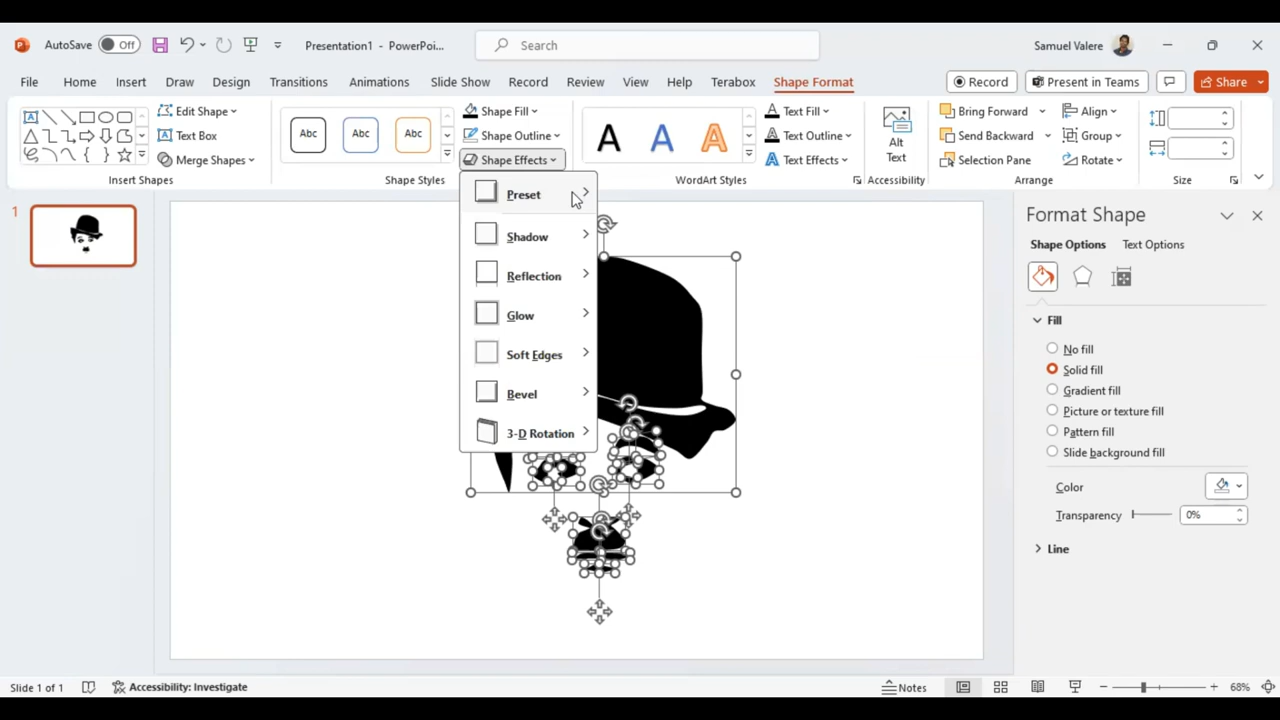 AutoSave Off Presentation1 - PowerPoi... Search Samuel Valere
File Home Insert Draw Design Transitions Animations Slide Show Record Review View Help Terabox Shape Format Record Present in Teams Share
Edit Shape
Text Box
Merge Shapes
Insert Shapes
Abc Abc Abc
Shape Fill
Shape Outline
Shape Effects
Shape Styles
A A A
Text Fill
Text Outline
Text Effects
WordArt Styles
Alt
Text
Accessibility
Bring Forward
Send Backward
Selection Pane
Align
Group
Rotate
Arrange
Size
1
Preset
Shadow
Reflection
Glow
Soft Edges
Bevel
3-D Rotation
Format Shape
Shape Options Text Options
Fill
No fill
Solid fill
Gradient fill
Picture or texture fill
Pattern fill
Slide background fill
Color
Transparency 0%
Line
Slide 1 of 1 Accessibility: Investigate Notes 68%